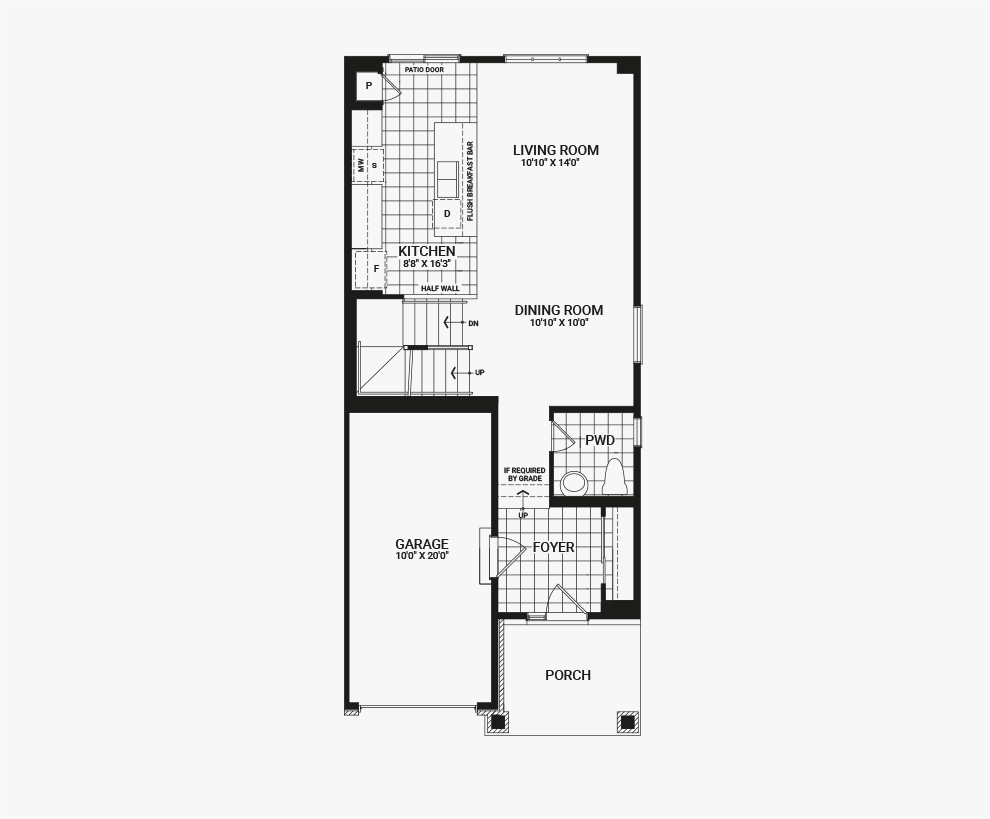 PATIO DOOR
P
LIVING ROOM
10'10" X 14'0"
MW
S
FLUSH BREAKFAST BAR
D
KITCHEN
8'8" X 16'3"
F
HALF WALL
DINING ROOM
10'10" X 10'0"
DN
UP
PWD
IF REQUIRED
BY GRADE
UP
GARAGE
10'0" X 20'0"
FOYER
PORCH